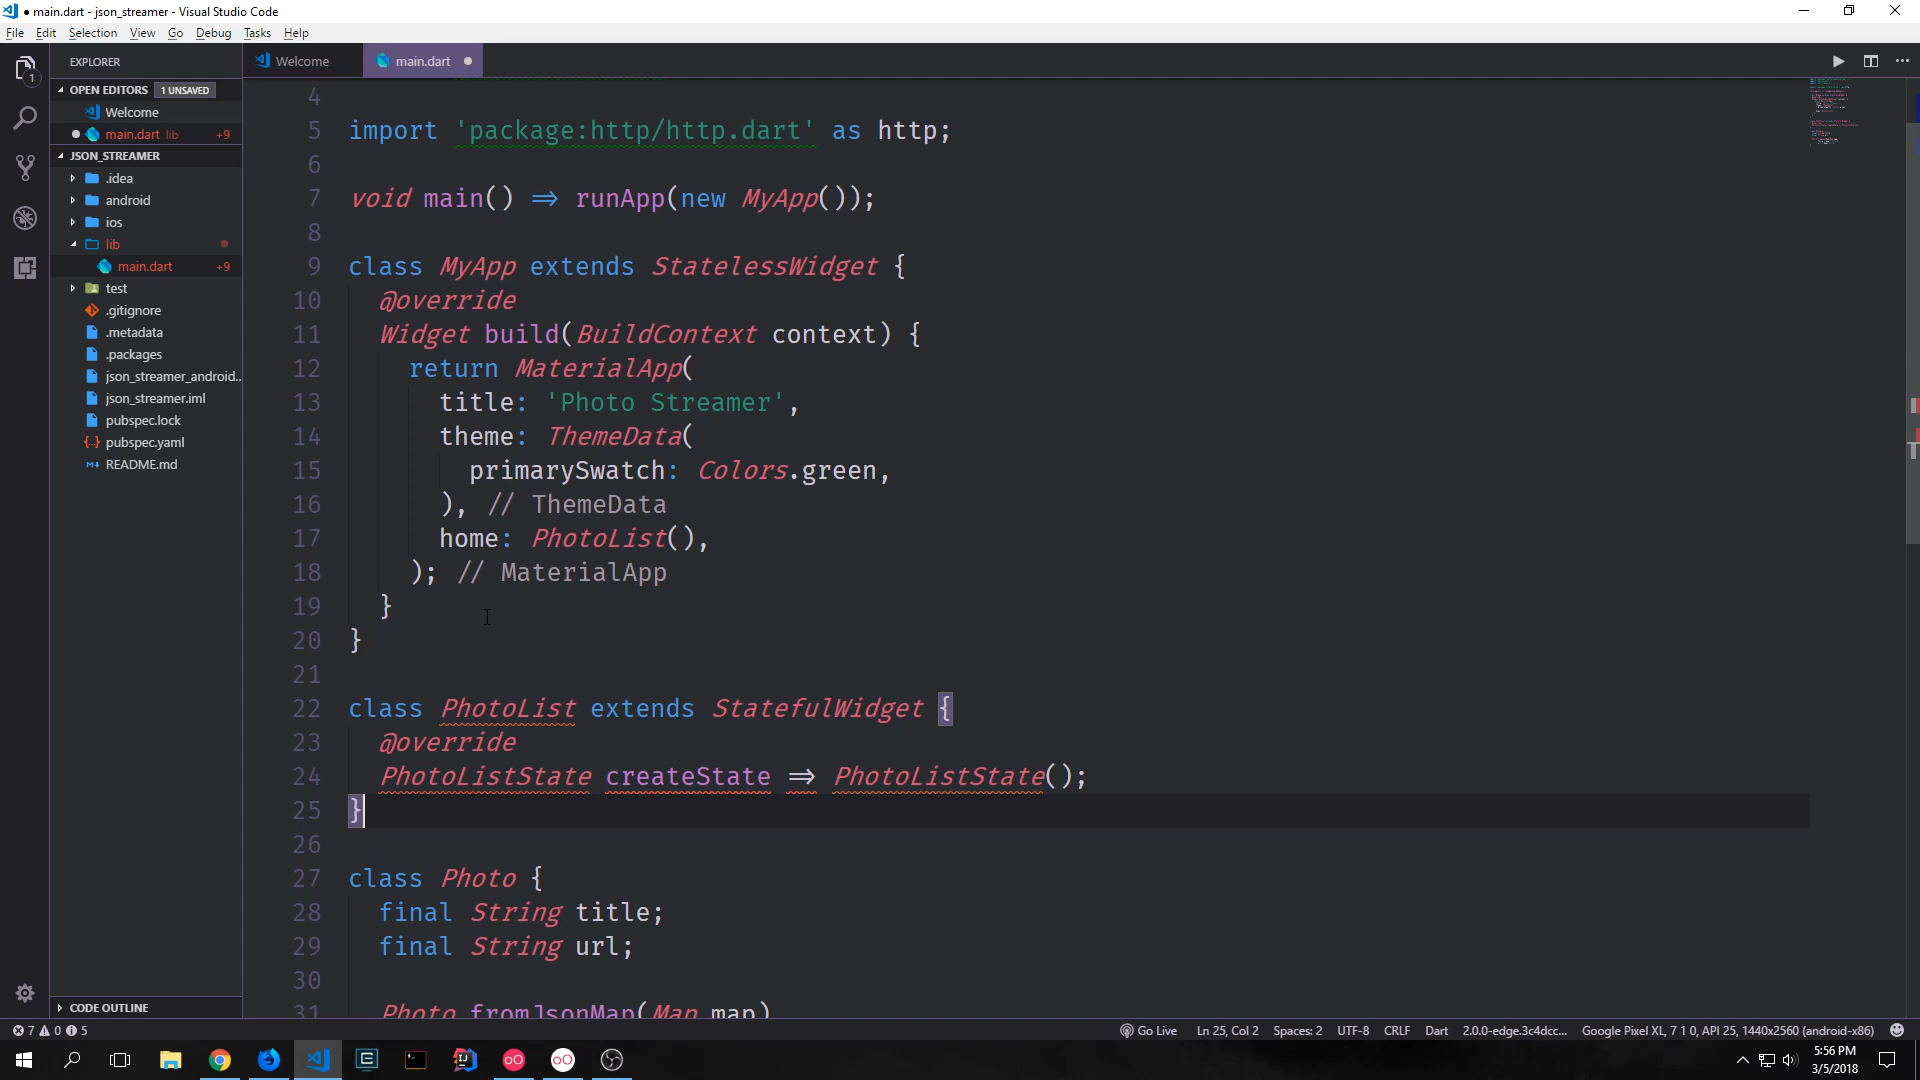 ● main.dart - json_streamer - Visual Studio Code
File Edit Selection View Go Debug Tasks Help
EXPLORER
Welcome
main.dart
OPEN EDITORS 1 UNSAVED
Welcome
main.dart lib +9
JSON_STREAMER
.idea
android
ios
lib
main.dart +9
test
.gitignore
.metadata
.packages
json_streamer_android..
json_streamer.iml
pubspec.lock
pubspec.yaml
README.md
CODE OUTLINE
1
4
5 import 'package:http/http.dart' as http;
6
7 void main() => runApp(new MyApp());
8
9 class MyApp extends StatelessWidget {
10 @override
11 Widget build(BuildContext context) {
12 return MaterialApp(
13 title: 'Photo Streamer',
14 theme: ThemeData(
15 primarySwatch: Colors.green,
16 ), // ThemeData
17 home: PhotoList(),
18 ); // MaterialApp
19 }
20 }
21
22 class PhotoList extends StatefulWidget {
23 @override
24 PhotoListState createState => PhotoListState();
25 }
26
27 class Photo {
28 final String title;
29 final String url;
30
31 Photo.fromJsonMap(Map map)
7 0 5
Go Live Ln 25, Col 2 Spaces: 2 UTF-8 CRLF Dart 2.0.0-edge.3c4dcc... Google Pixel XL, 7 1 0, API 25, 1440x2560 (android-x86)
5:56 PM
3/5/2018